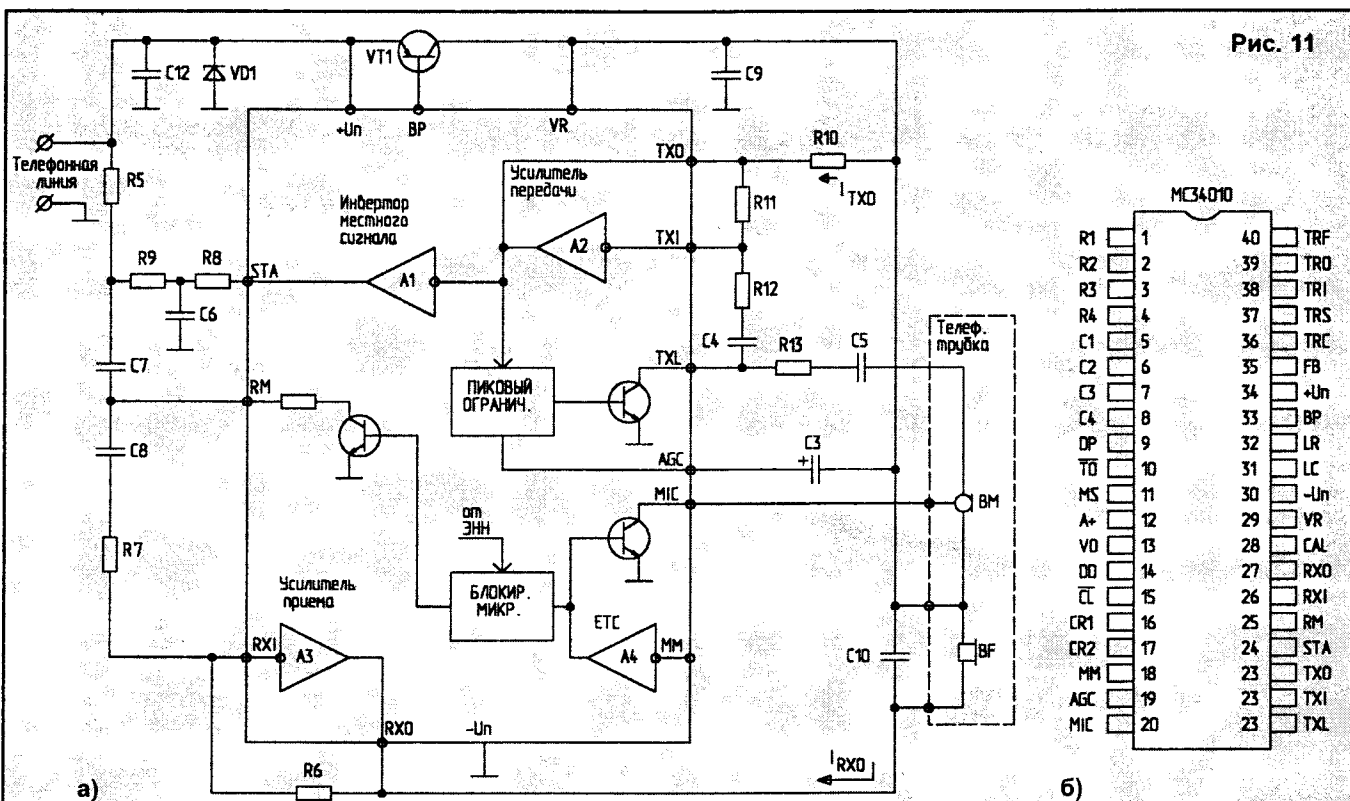 Рис. 11
C12
VD1
VT1
C9
+Uп
BP
VR
TXO
R10
I TXO
Телефонная
линия
R5
Усилитель
передачи
R11
Инвертор
местного
сигнала
A2
TXI
R9
R8
STA
A1
R12
C6
C4
R13
C5
Телеф.
трубка
TXL
C7
RM
ПИКОВЫЙ
ОГРАНИЧ.
C8
AGC
C3
+
MIC
BM
от
ЭНН
R7
Усилитель
приема
БЛОКИР.
МИКР.
ETC
RXI
A3
A4
MM
C10
BF
RXO
-Uп
R6
I RXO
а)
MC34010
R1 1 40 TRF
R2 2 39 TRO
R3 3 38 TRI
R4 4 37 TRS
C1 5 36 TRC
C2 6 35 FB
C3 7 34 +Uп
C4 8 33 BP
DP 9 32 LR
TO 10 31 LC
MS 11 30 -Uп
A+ 12 29 VR
VO 13 28 CAL
DD 14 27 RXO
CL 15 26 RXI
CR1 16 25 RM
CR2 17 24 STA
MM 18 23 TXO
AGC 19 23 TXI
MIC 20 23 TXL
б)